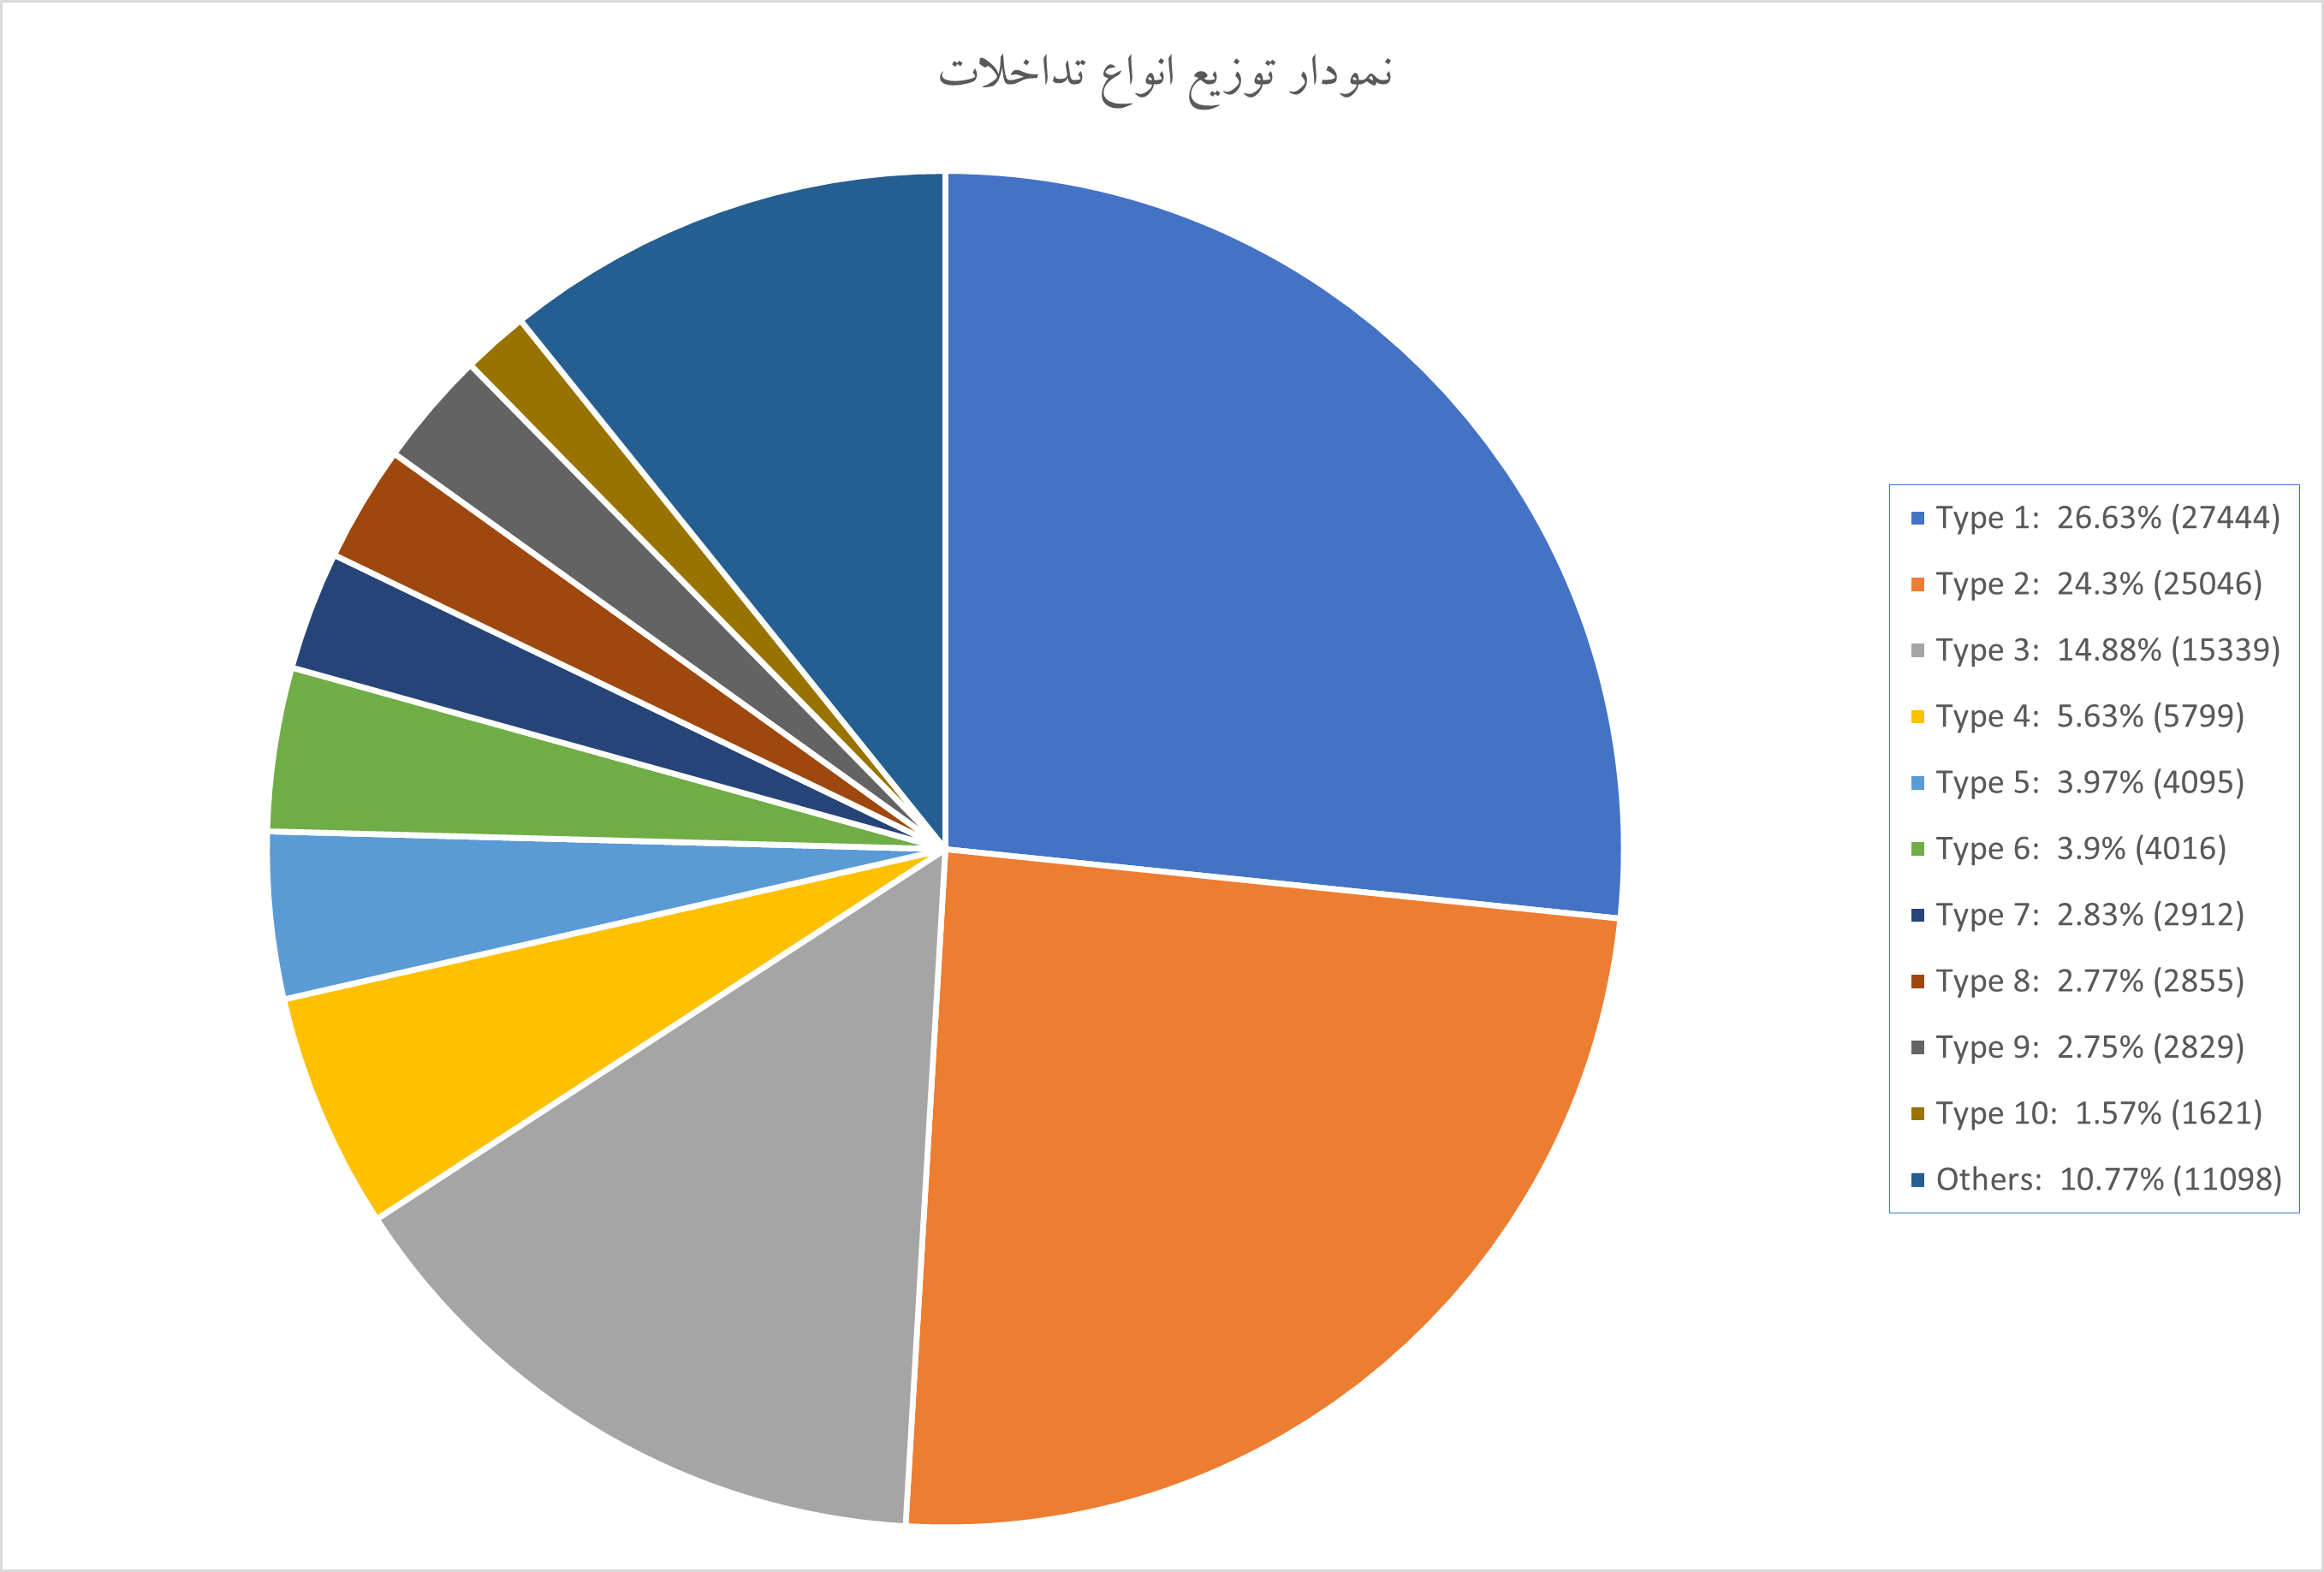 نمودار توزیع انواع تداخلات
Type 1: 26.63% (27444)
Type 2: 24.3% (25046)
Type 3: 14.88% (15339)
Type 4: 5.63% (5799)
Type 5: 3.97% (4095)
Type 6: 3.9% (4016)
Type 7: 2.83% (2912)
Type 8: 2.77% (2855)
Type 9: 2.75% (2829)
Type 10: 1.57% (1621)
Others: 10.77% (11098)